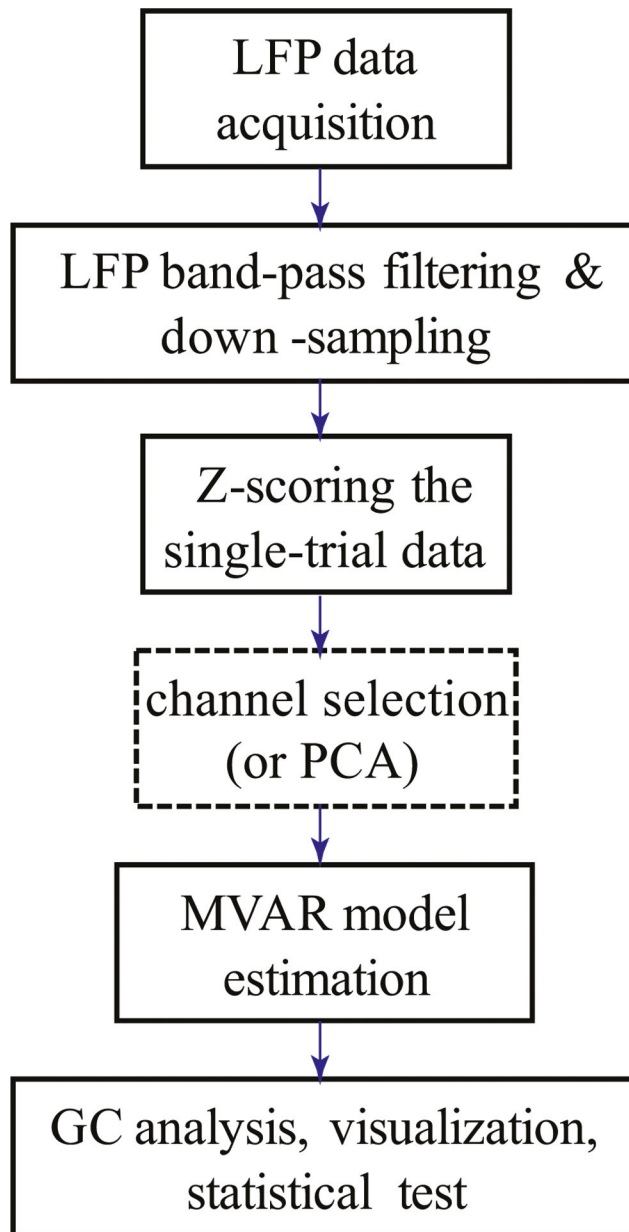 LFP data
acquisition
LFP band-pass filtering &
down -sampling
Z-scoring the
single-trial data
channel selection
(or PCA)
MVAR model
estimation
GC analysis, visualization,
statistical test